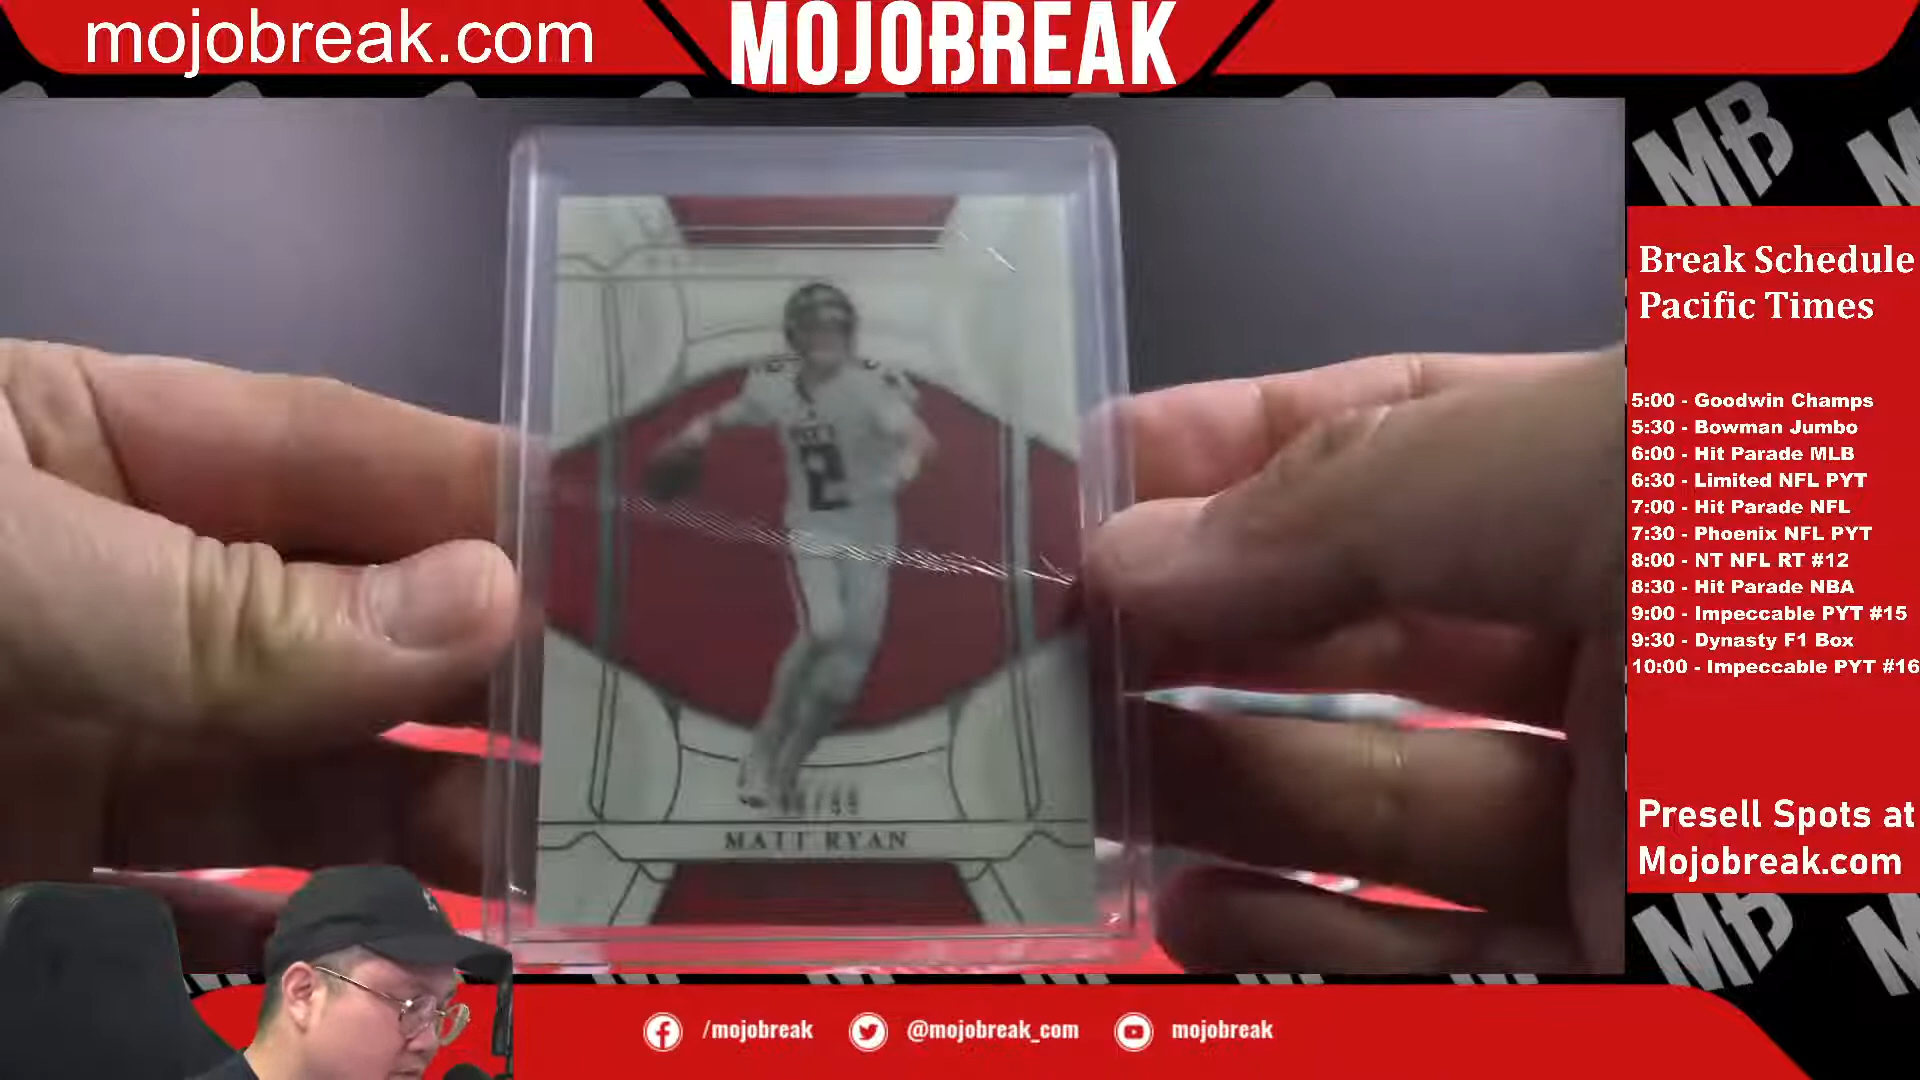 mojobreak.com
MOJOBREAK
Break Schedule
Pacific Times
5:00 - Goodwin Champs
5:30 - Bowman Jumbo
6:00 - Hit Parade MLB
6:30 - Limited NFL PYT
7:00 - Hit Parade NFL
7:30 - Phoenix NFL PYT
8:00 - NT NFL RT #12
8:30 - Hit Parade NBA
9:00 - Impeccable PYT #15
9:30 - Dynasty F1 Box
10:00 - Impeccable PYT #16
Presell Spots at
Mojobreak.com
2
MATT RYAN
MB
MB
/mojobreak
@mojobreak_com
mojobreak